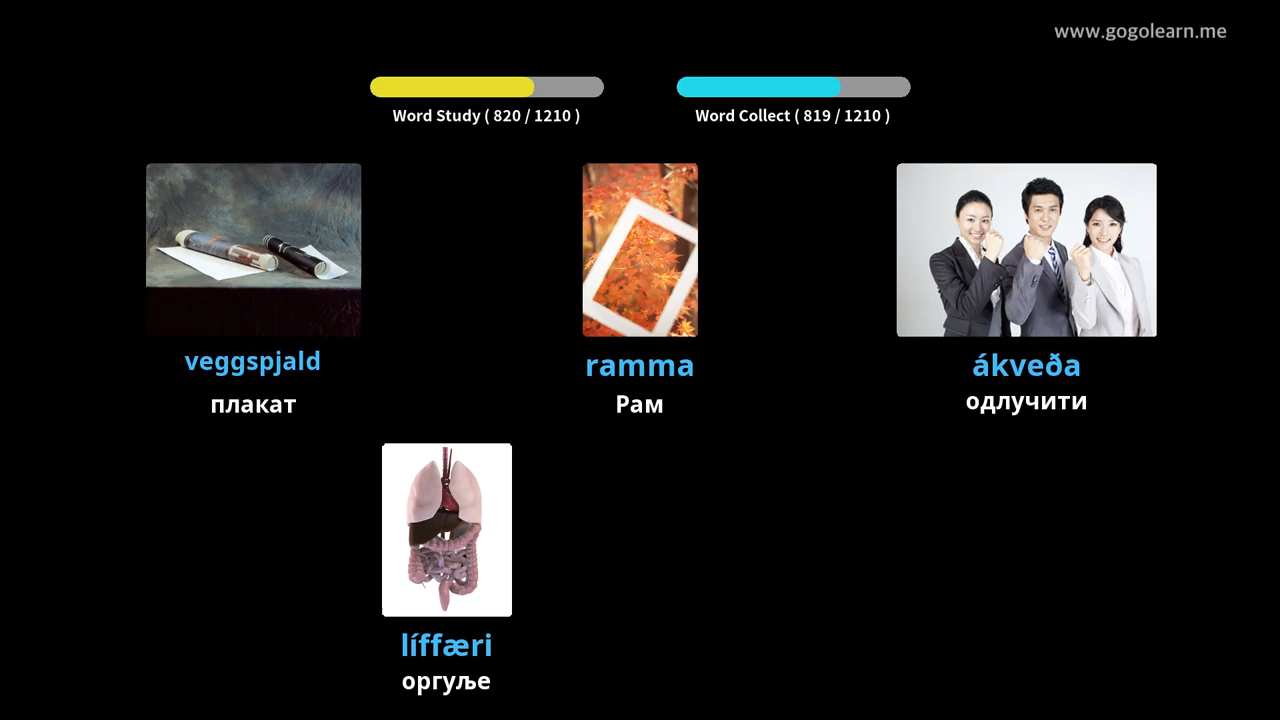 www.gogolearn.me
Word Study ( 820 / 1210 )
Word Collect ( 819 / 1210 )
veggspjald
плакат
ramma
Рам
ákveða
одлучити
líffæri
оргуље